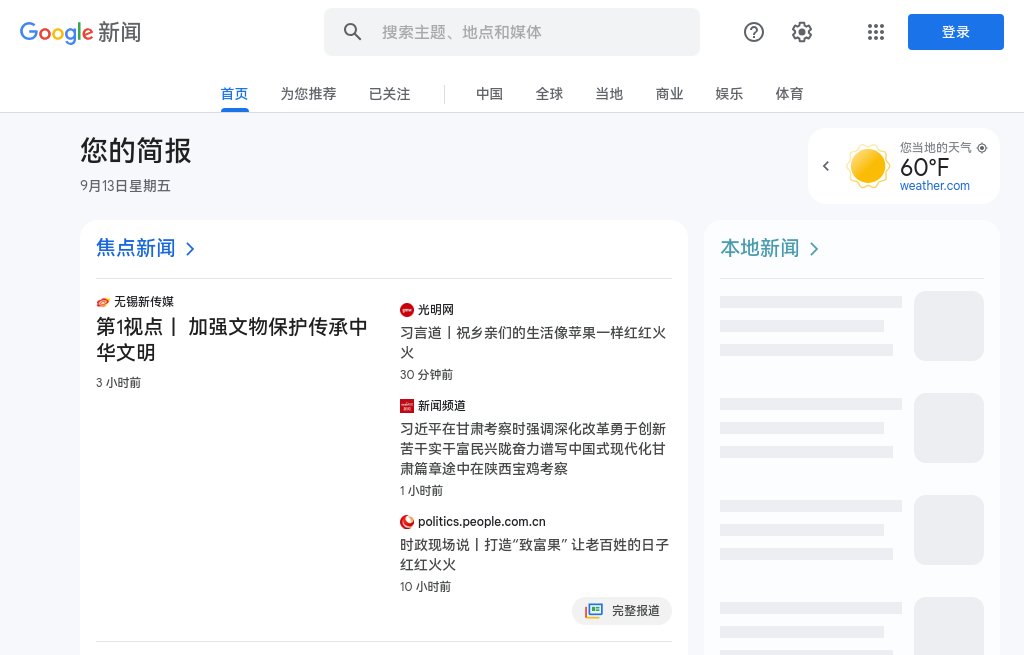 Google 新闻
搜索主题、地点和媒体
登录
首页
为您推荐
已关注
中国
全球
当地
商业
娱乐
体育
您的简报
9月13日星期五
您当地的天气
60°F
weather.com
焦点新闻
无锡新传媒
第1视点丨 加强文物保护传承中
华文明
3 小时前
光明网
习言道丨祝乡亲们的生活像苹果一样红红火
火
30 分钟前
新闻频道
习近平在甘肃考察时强调深化改革勇于创新
苦干实干富民兴陇奋力谱写中国式现代化甘
肃篇章途中在陕西宝鸡考察
1 小时前
politics.people.com.cn
时政现场说丨打造“致富果” 让老百姓的日子
红红火火
10 小时前
完整报道
本地新闻